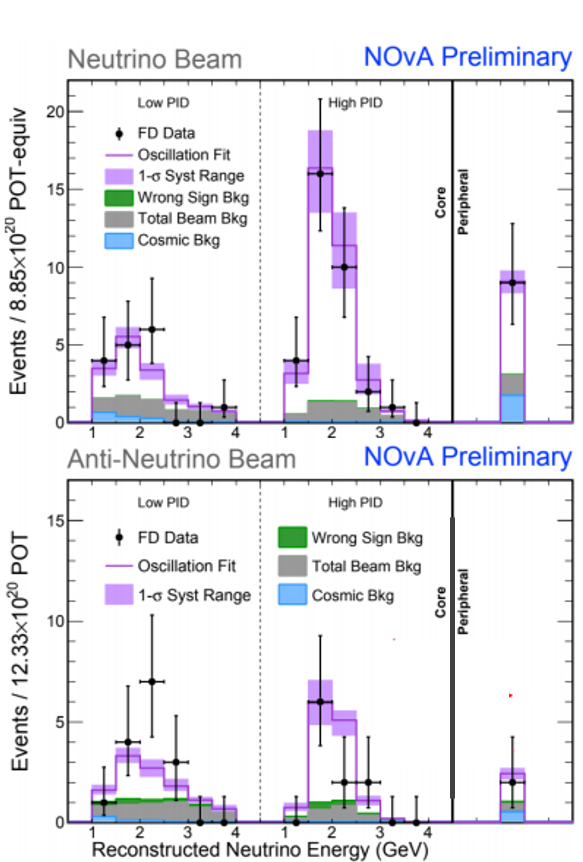 Neutrino Beam NOvA Preliminary
Low PID High PID
FD Data
Oscillation Fit
1-σ Syst Range
Wrong Sign Bkg
Total Beam Bkg
Cosmic Bkg
Core
Peripheral
Events / 8.85×10²⁰ POT-equiv
20
15
10
5
0
1 2 3 4 1 2 3 4
Anti-Neutrino Beam NOvA Preliminary
Low PID High PID
FD Data
Oscillation Fit
1-σ Syst Range
Wrong Sign Bkg
Total Beam Bkg
Cosmic Bkg
Core
Peripheral
Events / 12.33×10²⁰ POT
15
10
5
0
1 2 3 4 1 2 3 4
Reconstructed Neutrino Energy (GeV)